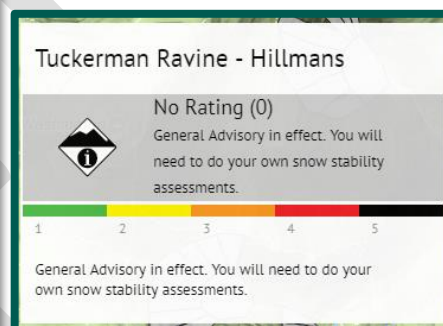 Tuckerman Ravine - Hillmans
No Rating (0)
General Advisory in effect. You will
need to do your own snow stability
assessments.
1 2 3 4 5
General Advisory in effect. You will need to do your
own snow stability assessments.